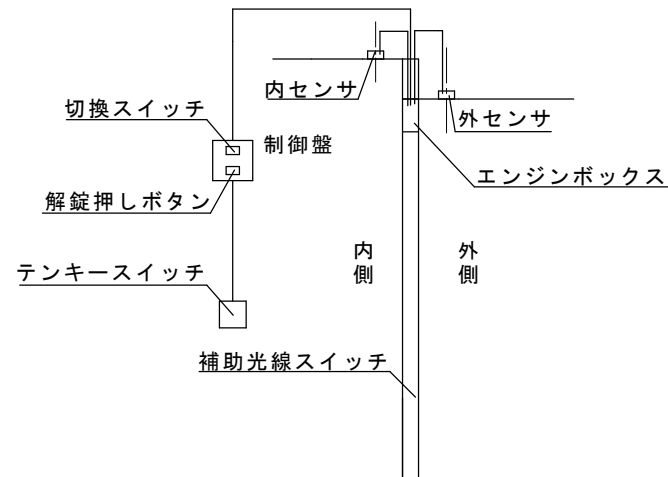 内センサ
切換スイッチ
外センサ
制御盤
エンジンボックス
解錠押しボタン
内側
外側
テンキースイッチ
補助光線スイッチ